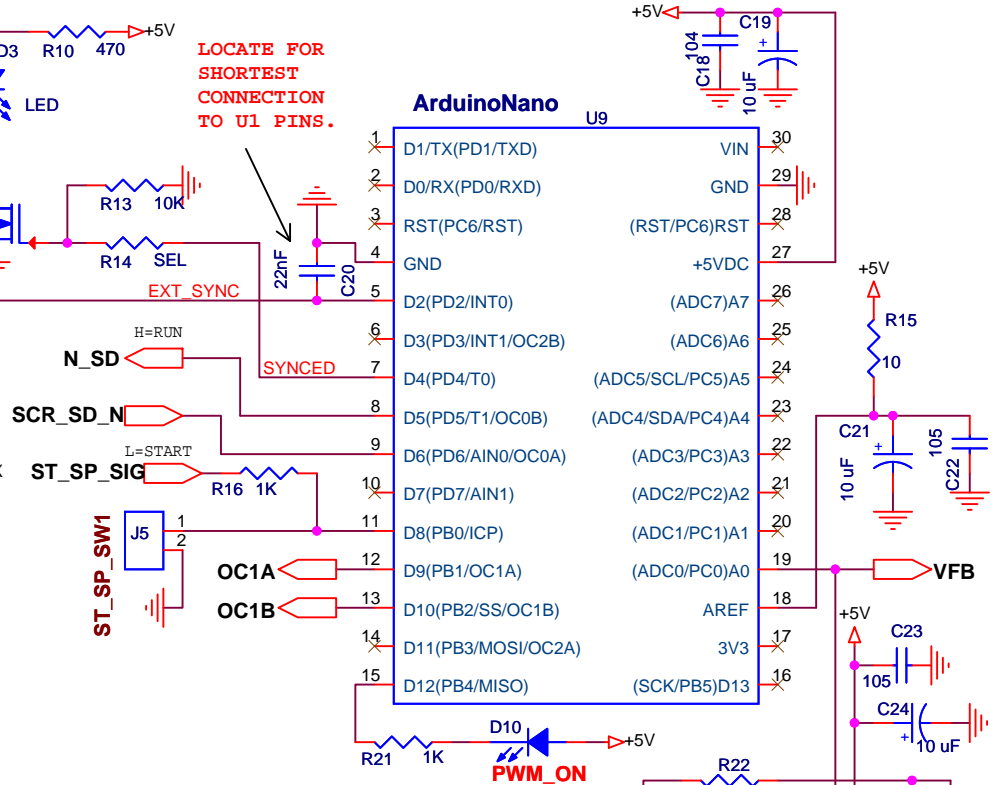 +5V
C19
104
C18
10 uF
D3
R10
470
+5V
LED
LOCATE FOR
SHORTEST
CONNECTION
TO U1 PINS.
ArduinoNano
U9
1
D1/TX(PD1/TXD)
VIN
30
2
D0/RX(PD0/RXD)
GND
29
3
RST(PC6/RST)
(RST/PC6)RST
28
4
GND
+5VDC
27
5
D2(PD2/INT0)
(ADC7)A7
26
6
D3(PD3/INT1/OC2B)
(ADC6)A6
25
7
D4(PD4/T0)
(ADC5/SCL/PC5)A5
24
8
D5(PD5/T1/OC0B)
(ADC4/SDA/PC4)A4
23
9
D6(PD6/AIN0/OC0A)
(ADC3/PC3)A3
22
10
D7(PD7/AIN1)
(ADC2/PC2)A2
21
11
D8(PB0/ICP)
(ADC1/PC1)A1
20
12
D9(PB1/OC1A)
(ADC0/PC0)A0
19
13
D10(PB2/SS/OC1B)
AREF
18
14
D11(PB3/MOSI/OC2A)
3V3
17
15
D12(PB4/MISO)
(SCK/PB5)D13
16
R13
10K
R14
SEL
22nF
C20
EXT_SYNC
H=RUN
N_SD
SYNCED
SCR_SD_N
L=START
ST_SP_SIG
R16
1K
ST_SP_SW1
J5
1
2
OC1A
OC1B
+5V
R15
10
C21
10 uF
105
C22
VFB
+5V
C23
105
C24
10 uF
R21
1K
D10
+5V
PWM_ON
R22